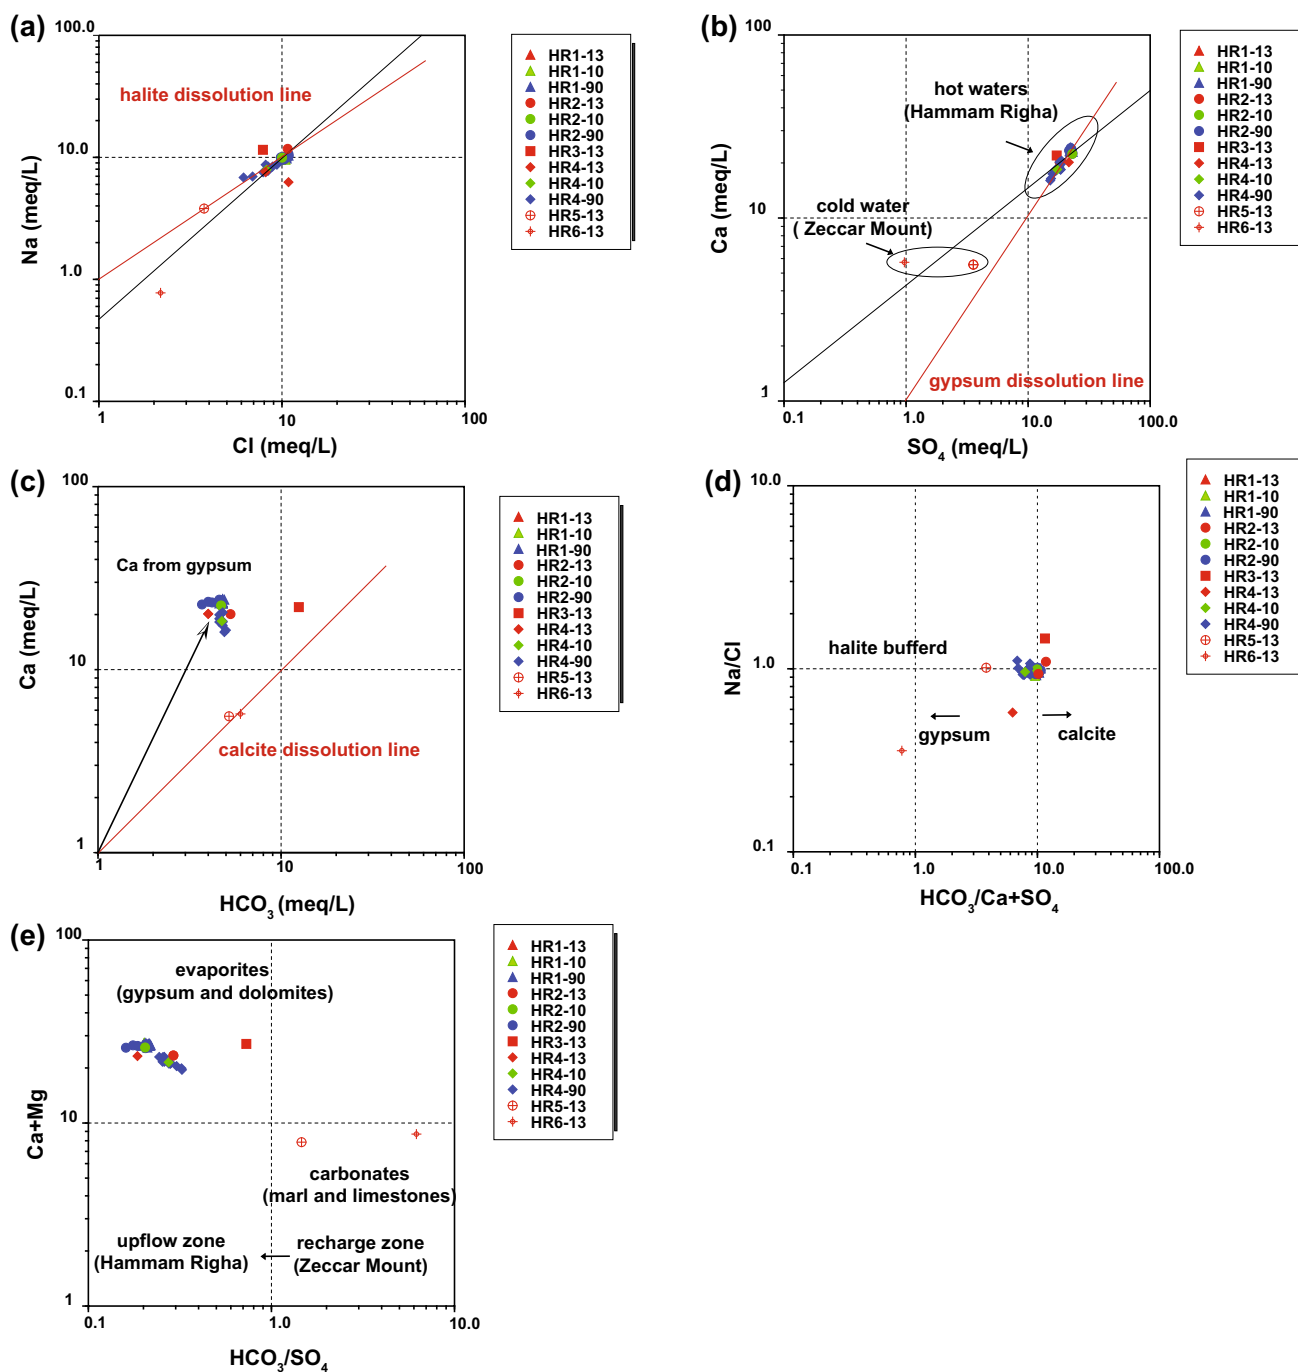 (a)
100.0
10.0
1.0
0.1
Na (meq/L)
halite dissolution line
1
10
100
Cl (meq/L)
HR1-13
HR1-10
HR1-90
HR2-13
HR2-10
HR2-90
HR3-13
HR4-13
HR4-10
HR4-90
HR5-13
HR6-13
(b)
100
10
1
Ca (meq/L)
hot waters
(Hammam Righa)
cold water
( Zeccar Mount)
gypsum dissolution line
0.1
1.0
10.0
100.0
SO4 (meq/L)
HR1-13
HR1-10
HR1-90
HR2-13
HR2-10
HR2-90
HR3-13
HR4-13
HR4-10
HR4-90
HR5-13
HR6-13
(c)
100
10
1
Ca (meq/L)
Ca from gypsum
calcite dissolution line
1
10
100
HCO3 (meq/L)
HR1-13
HR1-10
HR1-90
HR2-13
HR2-10
HR2-90
HR3-13
HR4-13
HR4-10
HR4-90
HR5-13
HR6-13
(d)
10.0
1.0
0.1
Na/Cl
halite bufferd
gypsum
calcite
0.1
1.0
10.0
100.0
HCO3/Ca+SO4
HR1-13
HR1-10
HR1-90
HR2-13
HR2-10
HR2-90
HR3-13
HR4-13
HR4-10
HR4-90
HR5-13
HR6-13
(e)
100
10
1
Ca+Mg
evaporites
(gypsum and dolomites)
carbonates
(marl and limestones)
upflow zone
(Hammam Righa)
recharge zone
(Zeccar Mount)
0.1
1.0
10.0
HCO3/SO4
HR1-13
HR1-10
HR1-90
HR2-13
HR2-10
HR2-90
HR3-13
HR4-13
HR4-10
HR4-90
HR5-13
HR6-13